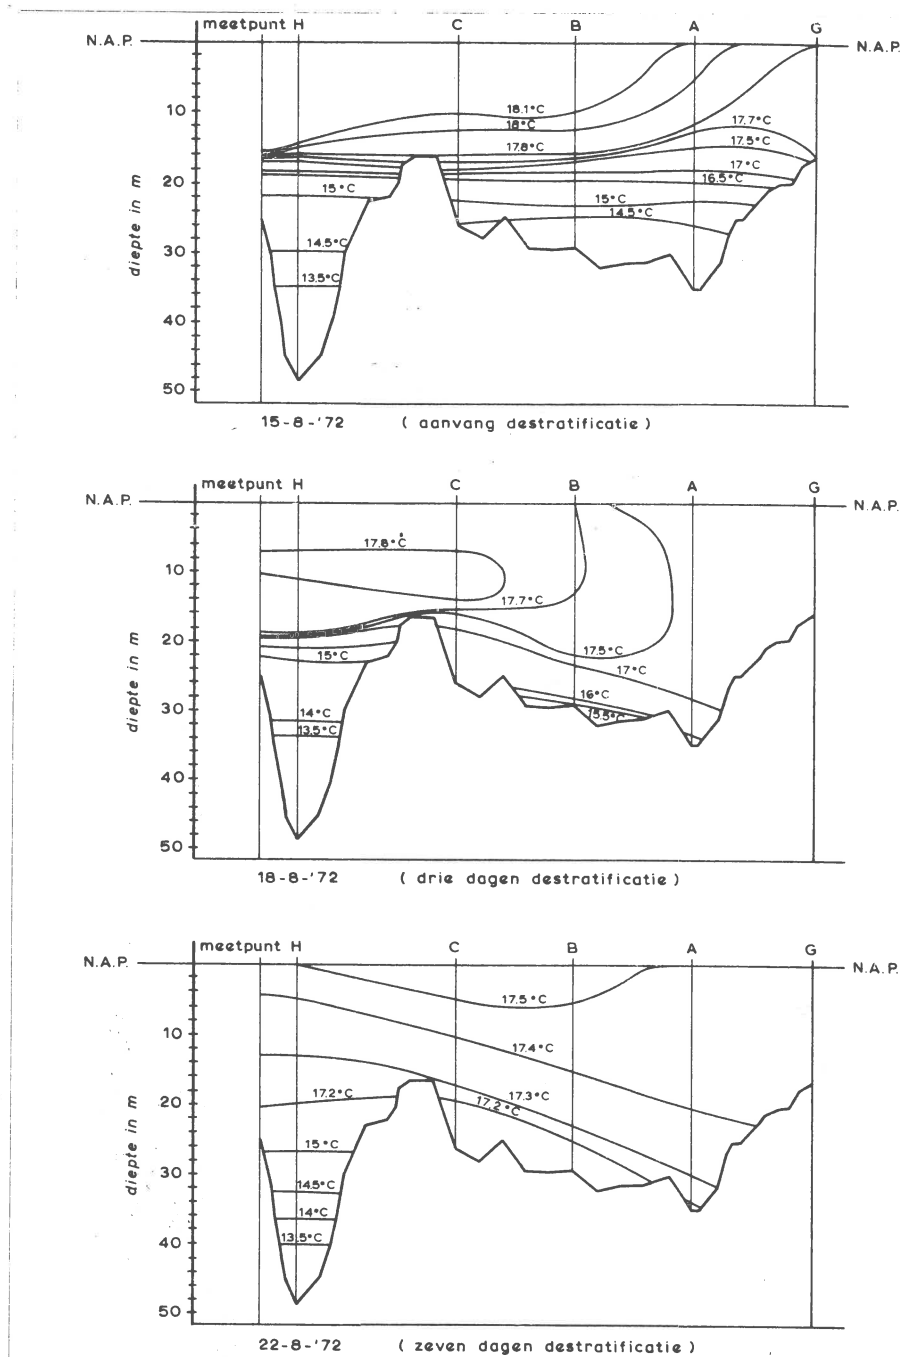 meetpunt H C B A G
N.A.P. N.A.P.
10
18.1°C
18°C
17.7°C
17.8°C
17.5°C
17°C
20
16.5°C
15°C
15°C
14.5°C
30
14.5°C
13.5°C
40
50
diepte in m
15-8-'72 ( aanvang destratificatie )
meetpunt H C B A G
N.A.P. N.A.P.
17.8°C
10
17.7°C
20
15°C
17.5°C
17°C
16°C
30
14°C
15.5°C
13.5°C
40
50
diepte in m
18-8-'72 ( drie dagen destratificatie )
meetpunt H C B A G
N.A.P. N.A.P.
17.5°C
10
17.4°C
17.2°C
17.3°C
20
17.2°C
15°C
30
14.5°C
14°C
40
13.5°C
50
diepte in m
22-8-'72 ( zeven dagen destratificatie )